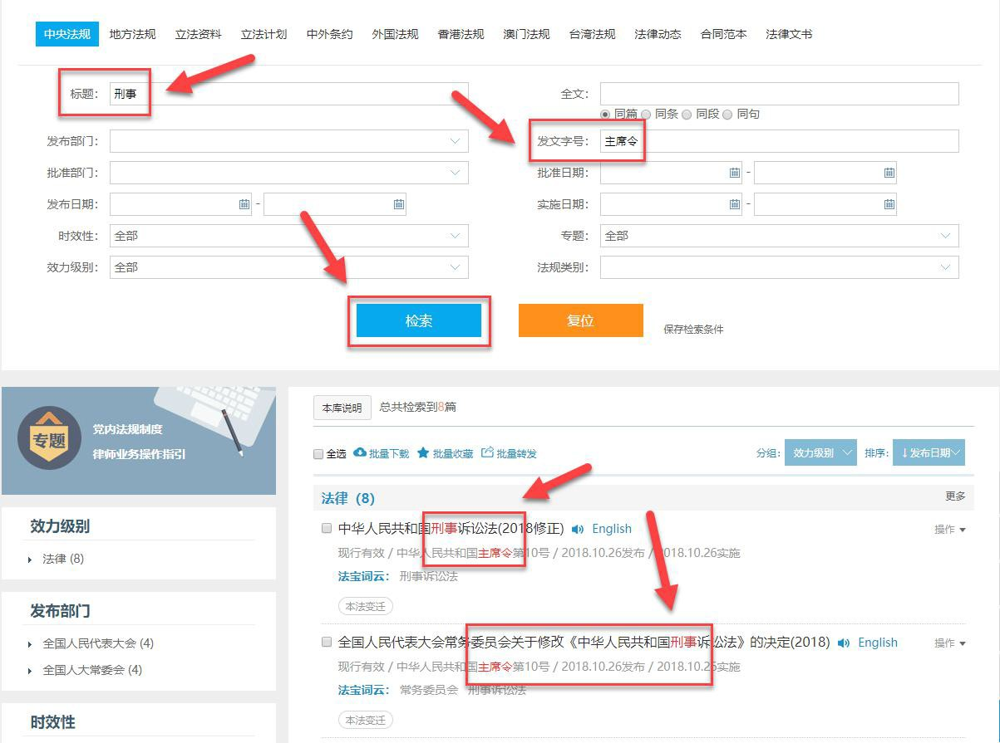 中央法规 地方法规 立法资料 立法计划 中外条约 外国法规 香港法规 澳门法规 台湾法规 法律动态 合同范本 法律文书
标题： 刑事 全文：
同篇 同条 同段 同句
发布部门： 发文字号： 主席令
批准部门： 批准日期： -
发布日期： - 实施日期： -
时效性： 全部 专题： 全部
效力级别： 全部 法规类别：
检索 复位 保存检索条件
专题
党内法规制度
律师业务操作指引
效力级别
法律 (8)
发布部门
全国人民代表大会 (4)
全国人大常委会 (4)
时效性
本库说明 总共检索到8篇
全选 批量下载 批量收藏 批量转发 分组： 效力级别 排序： ↓发布日期
法律 (8) 更多
中华人民共和国刑事诉讼法(2018修正) English 操作
现行有效 / 中华人民共和国主席令第10号 / 2018.10.26发布 / 2018.10.26实施
法宝词云： 刑事诉讼法
本法变迁
全国人民代表大会常务委员会关于修改《中华人民共和国刑事诉讼法》的决定(2018) English 操作
现行有效 / 中华人民共和国主席令第10号 / 2018.10.26发布 / 2018.10.26实施
法宝词云： 常务委员会 刑事诉讼法
本法变迁